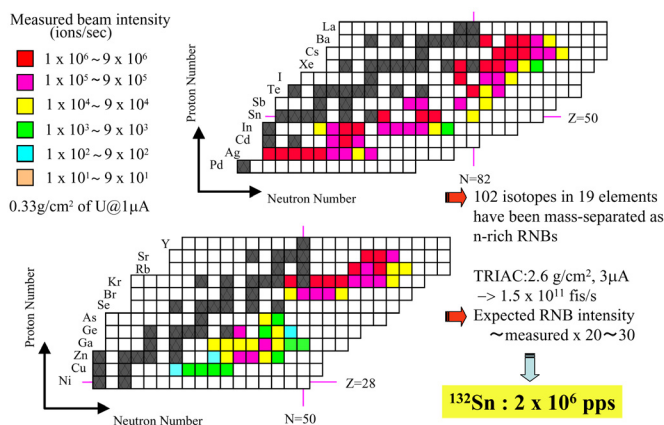 Measured beam intensity
(ions/sec)
1 x 10⁶ ~ 9 x 10⁶
1 x 10⁵ ~ 9 x 10⁵
1 x 10⁴ ~ 9 x 10⁴
1 x 10³ ~ 9 x 10³
1 x 10² ~ 9 x 10²
1 x 10¹ ~ 9 x 10¹
0.33g/cm² of U@1μA
La
Ba
Cs
Xe
I
Te
Sb
Sn
In
Cd
Ag
Pd
Proton Number
Neutron Number
Z=50
N=82
102 isotopes in 19 elements
have been mass-separated as
n-rich RNBs
Y
Sr
Rb
Kr
Br
Se
As
Ge
Ga
Zn
Cu
Ni
Proton Number
Neutron Number
Z=28
N=50
TRIAC:2.6 g/cm², 3μA
–> 1.5 x 10¹¹ fis/s
Expected RNB intensity
~measured x 20~30
¹³²Sn : 2 x 10⁶ pps